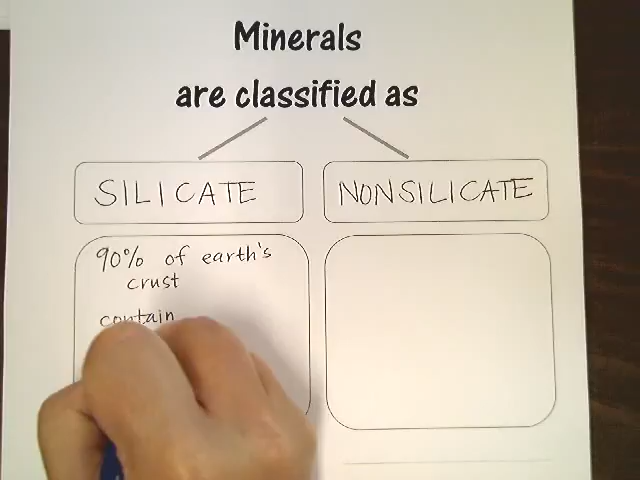 Minerals
are classified as
SILICATE
NONSILICATE
90% of earth's
crust
contain